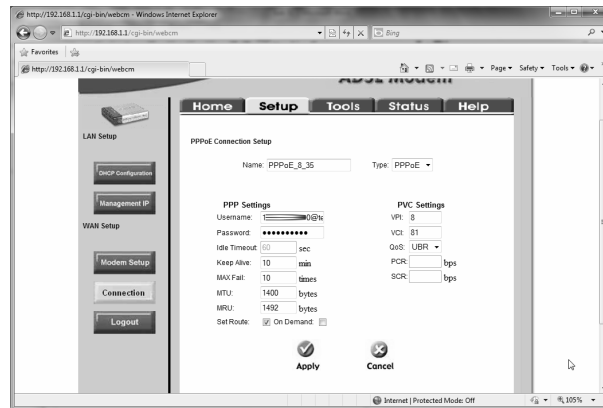 http://192.168.1.1/cgi-bin/webcm - Windows Internet Explorer
http://192.168.1.1/cgi-bin/webcm
Bing
Favorites
http://192.168.1.1/cgi-bin/webcm
Page Safety Tools
ADSL Modem
Home Setup Tools Status Help
LAN Setup
DHCP Configuration
Management IP
WAN Setup
Modem Setup
Connection
Logout
PPPoE Connection Setup
Name: PPPoE_8_35 Type: PPPoE
PPP Settings
Username: 1 0@te
Password: ••••••••••
Idle Timeout: 60 sec
Keep Alive: 10 min
MAX Fail: 10 times
MTU: 1400 bytes
MRU: 1492 bytes
Set Route: On Demand:
PVC Settings
VPI: 8
VCI: 81
QoS: UBR
PCR: bps
SCR: bps
Apply Cancel
Internet | Protected Mode: Off
105%